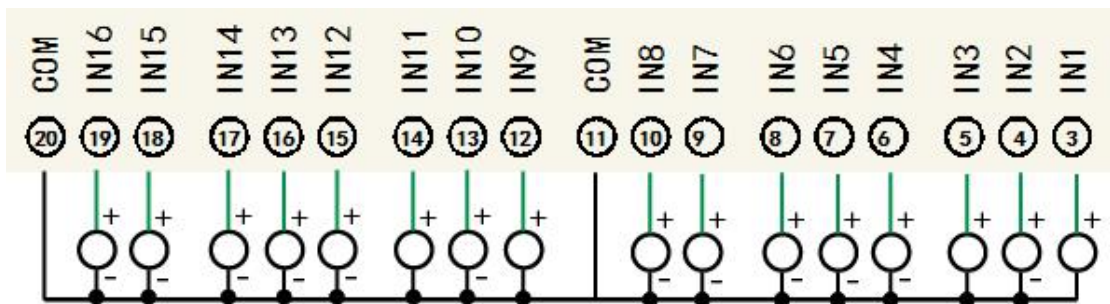 COM IN16 IN15 IN14 IN13 IN12 IN11 IN10 IN9 COM IN8 IN7 IN6 IN5 IN4 IN3 IN2 IN1
20 19 18 17 16 15 14 13 12 11 10 9 8 7 6 5 4 3
+ + + + + + + + + + + + + + + +
- - - - - - - - - - - - - - - -